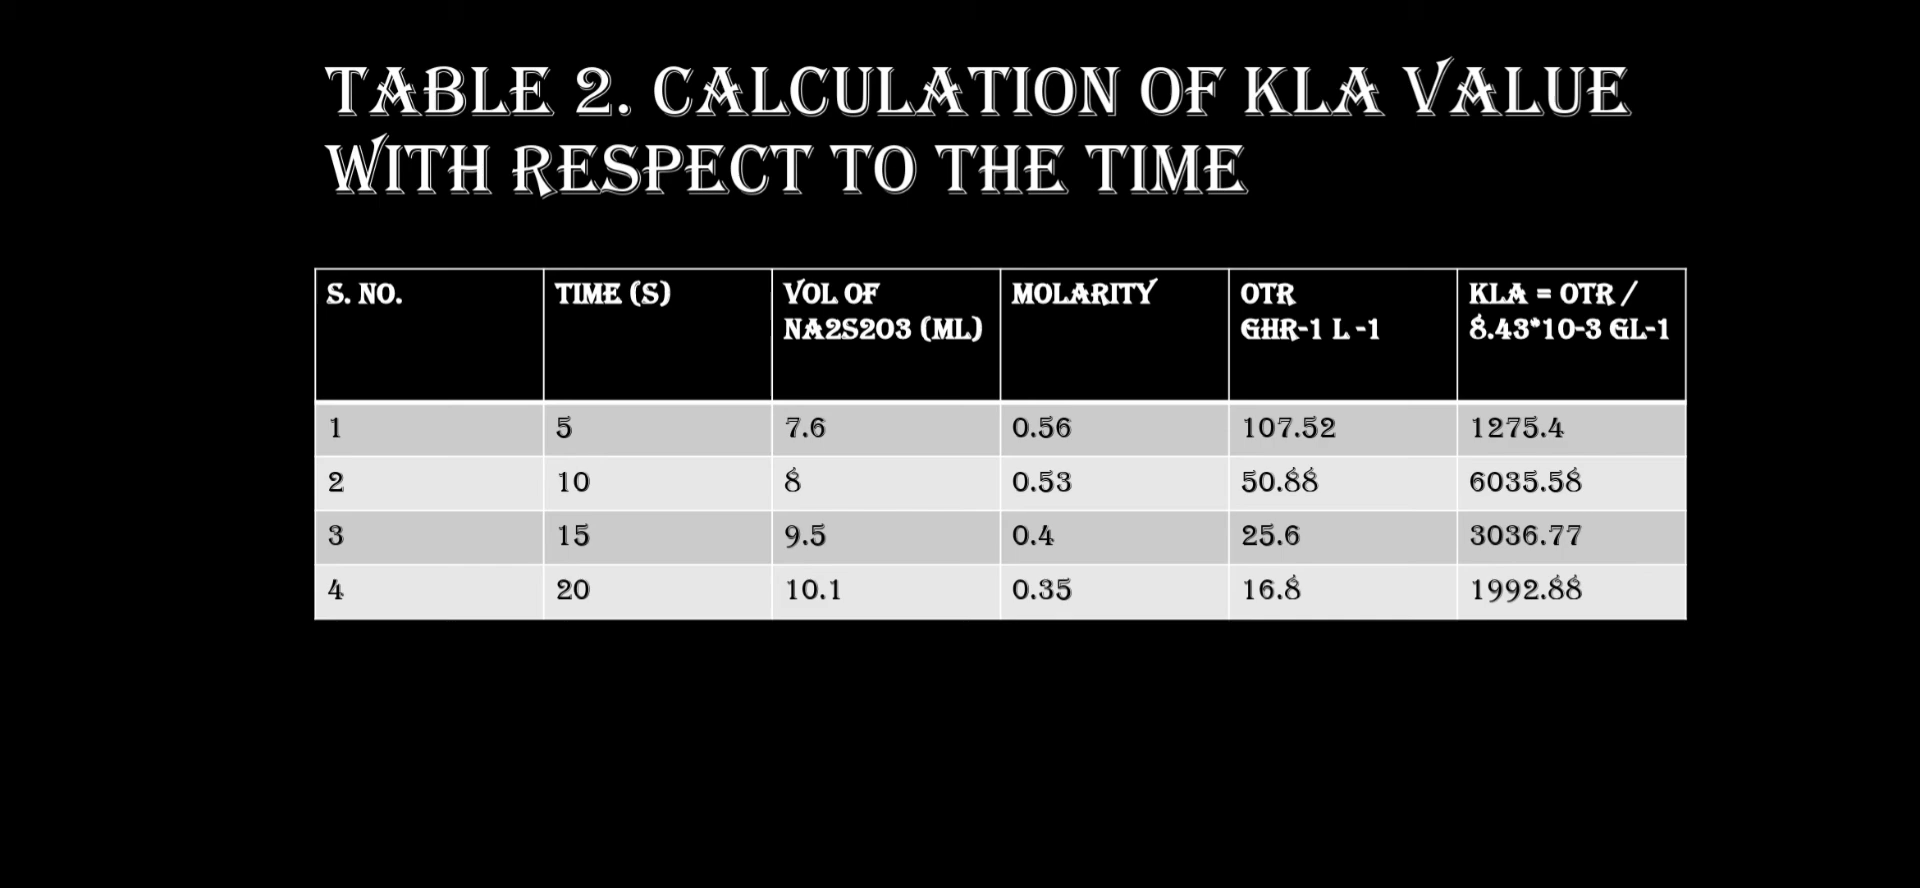 TABLE 2. CALCULATION OF KLA VALUE
WITH RESPECT TO THE TIME
S. NO. TIME (S) VOL OF NA2S2O3 (ML) MOLARITY OTR GHR-1 L -1 KLA = OTR / 8.43*10-3 GL-1
1 5 7.6 0.56 107.52 1275.4
2 10 8 0.53 50.88 6035.58
3 15 9.5 0.4 25.6 3036.77
4 20 10.1 0.35 16.8 1992.88